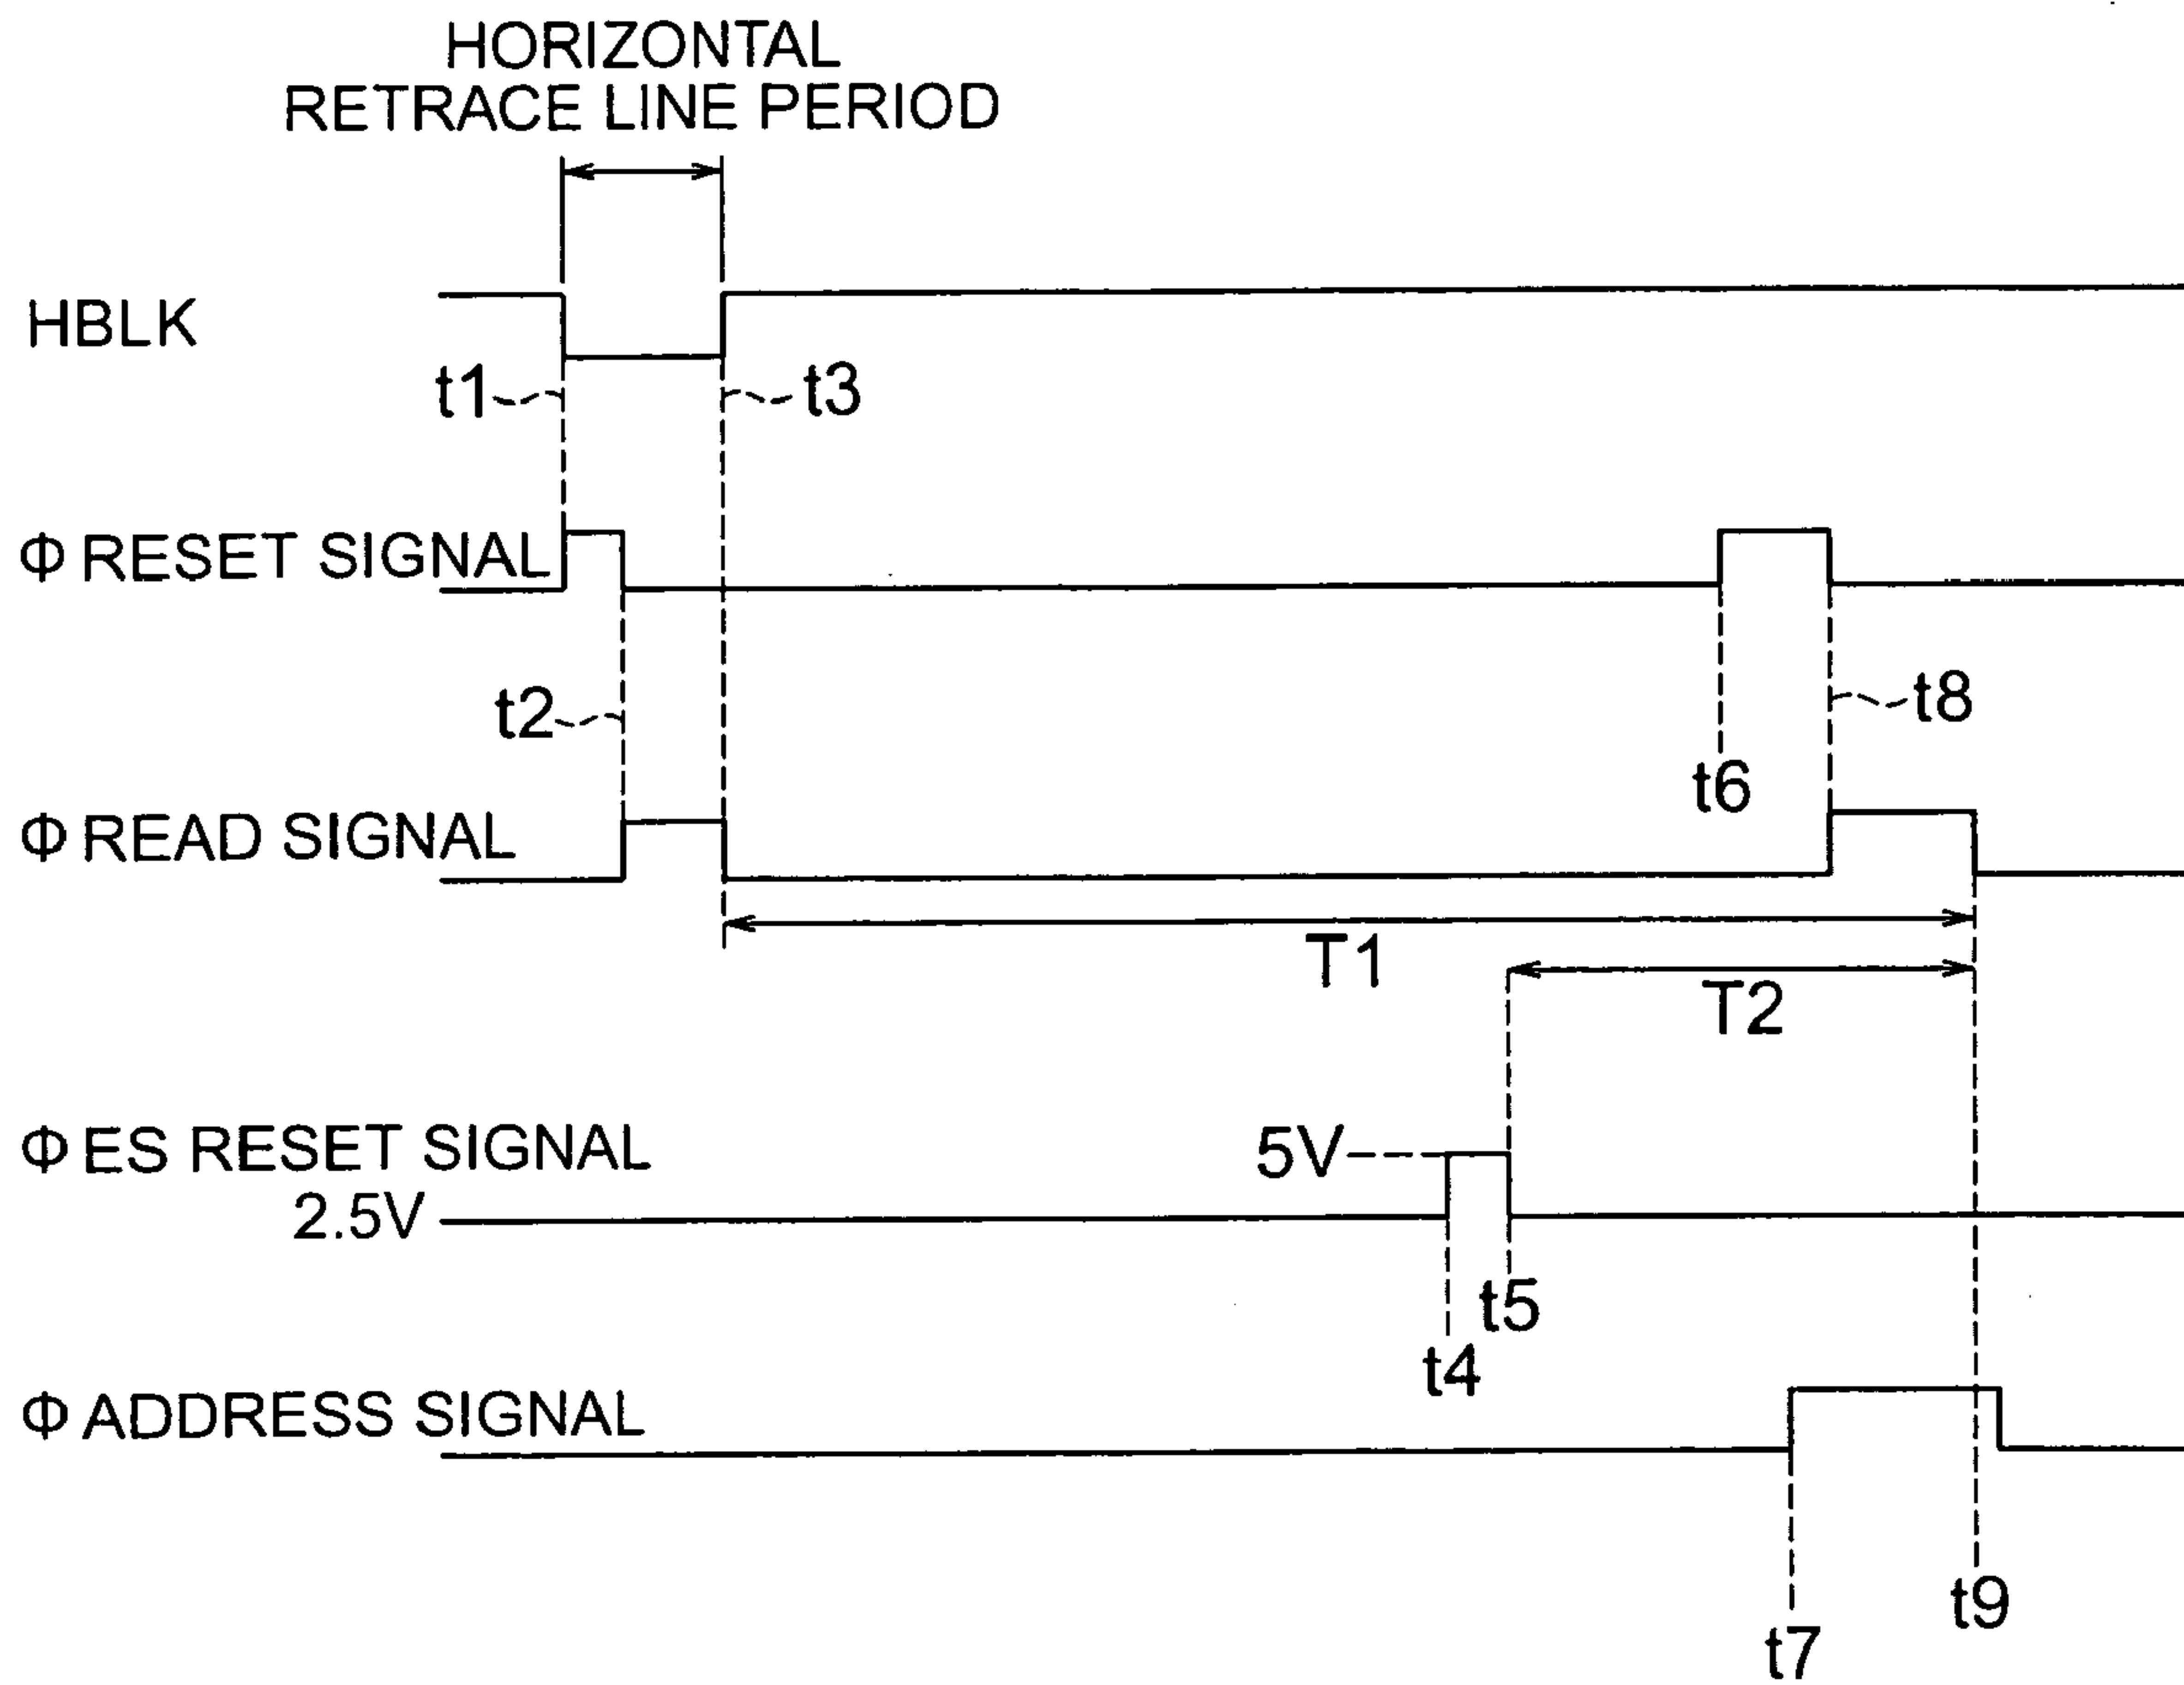 HORIZONTAL
RETRACE LINE PERIOD
HBLK
t1
t3
Φ RESET SIGNAL
t2
t8
t6
Φ READ SIGNAL
T1
T2
Φ ES RESET SIGNAL
5V
2.5V
t5
t4
Φ ADDRESS SIGNAL
t9
t7